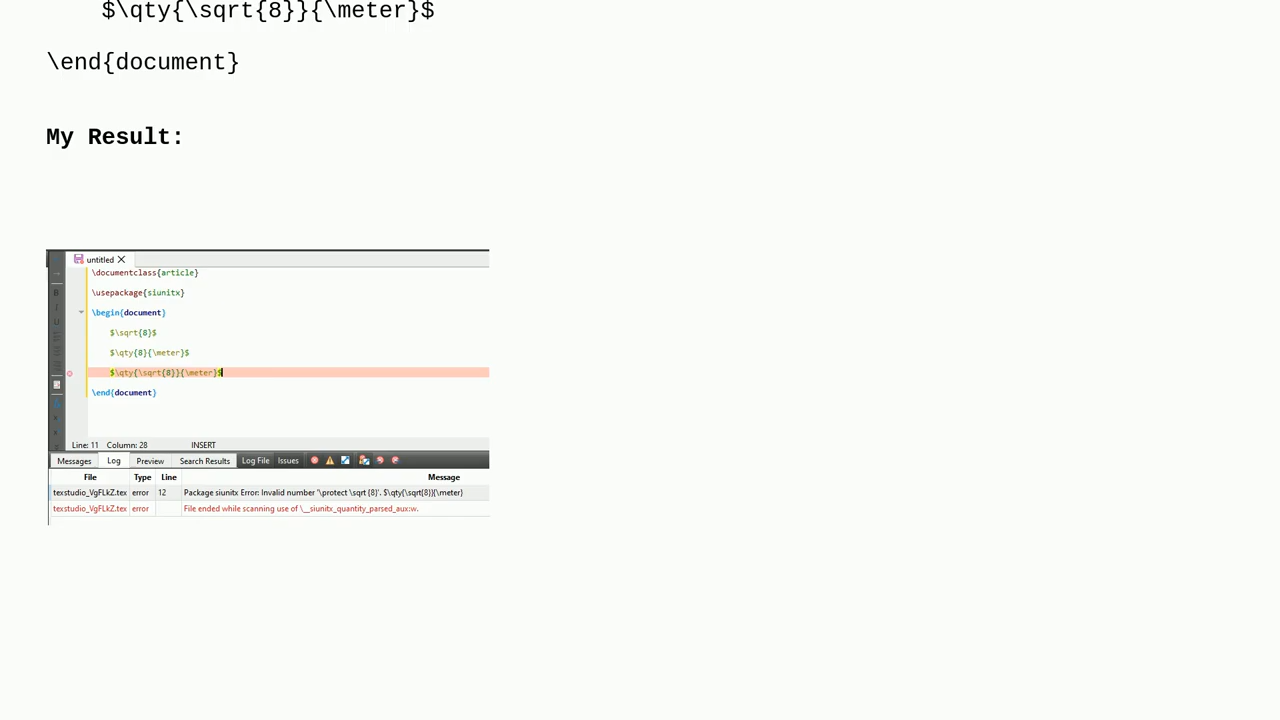 $\qty{\sqrt{8}}{\meter}$
\end{document}
My Result:
untitled
\documentclass{article}
\usepackage{siunitx}
\begin{document}
$\sqrt{8}$
$\qty{8}{\meter}$
$\qty{\sqrt{8}}{\meter}$
\end{document}
Line: 11 Column: 28 INSERT
Messages Log Preview Search Results Log File Issues
File Type Line Message
texstudio_VgFLkZ.tex error 12 Package siunitx Error: Invalid number '\protect \sqrt {8}'. $\qty{\sqrt{8}}{\meter}
texstudio_VgFLkZ.tex error File ended while scanning use of \__siunitx_quantity_parsed_aux:w.